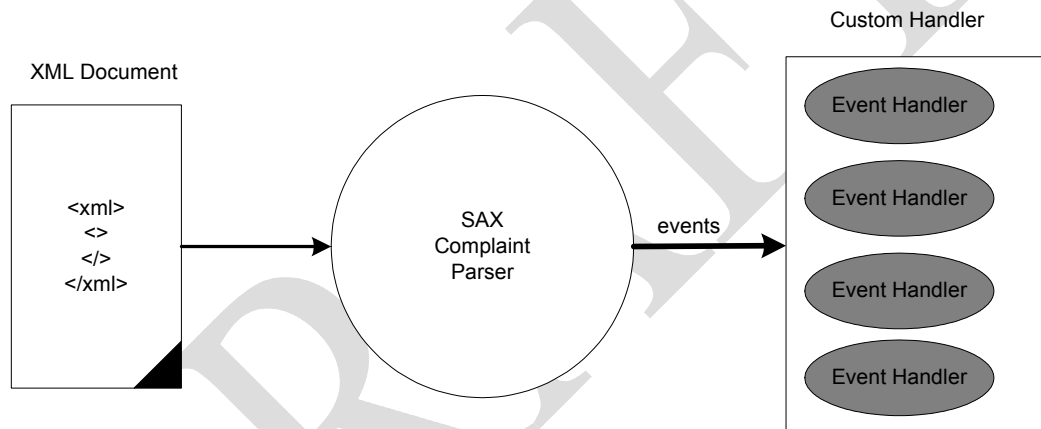 Custom Handler
XML Document
Event Handler
Event Handler
Event Handler
Event Handler
<xml>
<>
</>
</xml>
SAX
Complaint
Parser
events